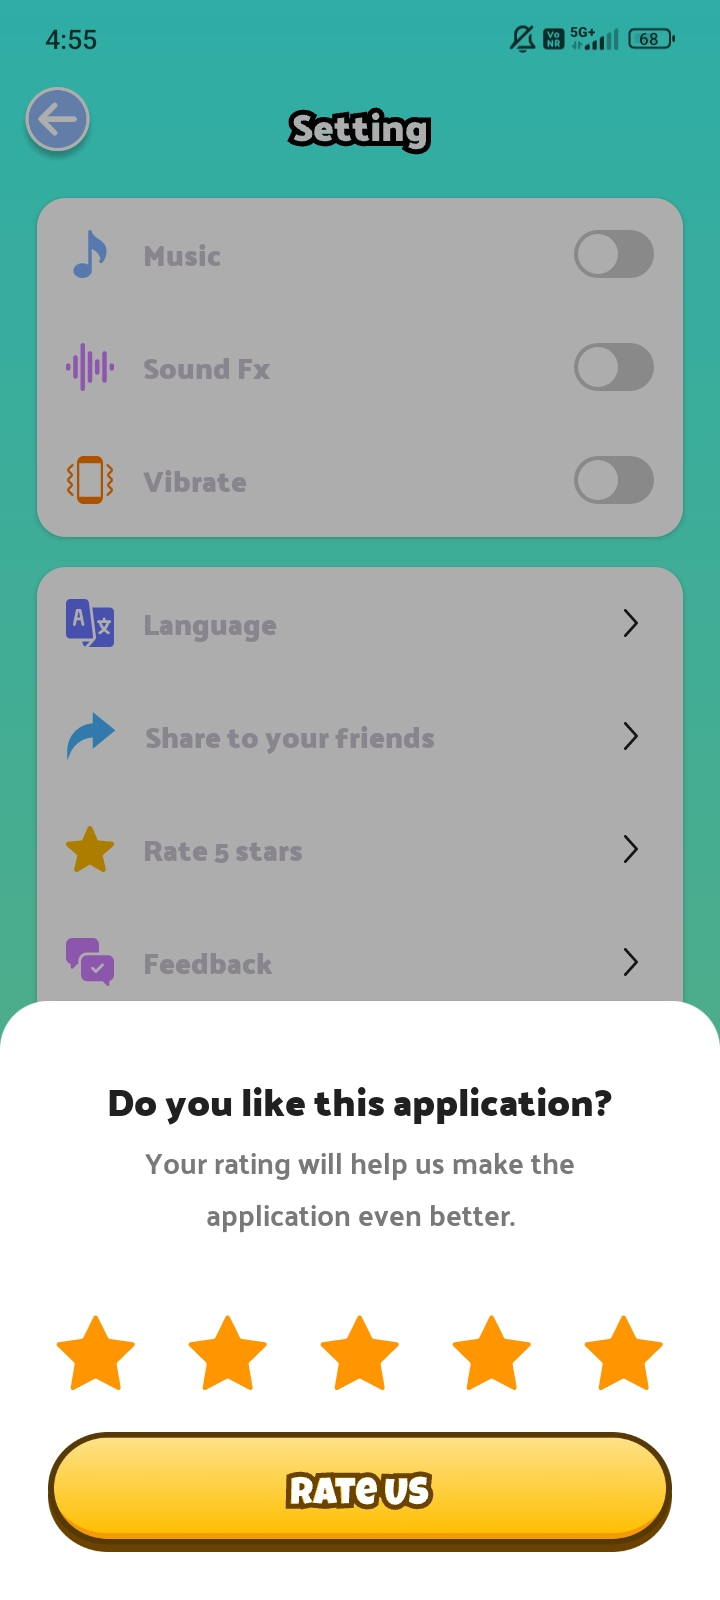 4:55
Vo
NR
5G+
68
Setting
Music
Sound Fx
Vibrate
A
文
Language
Share to your friends
Rate 5 stars
Feedback
Do you like this application?
Your rating will help us make the
application even better.
RATe US